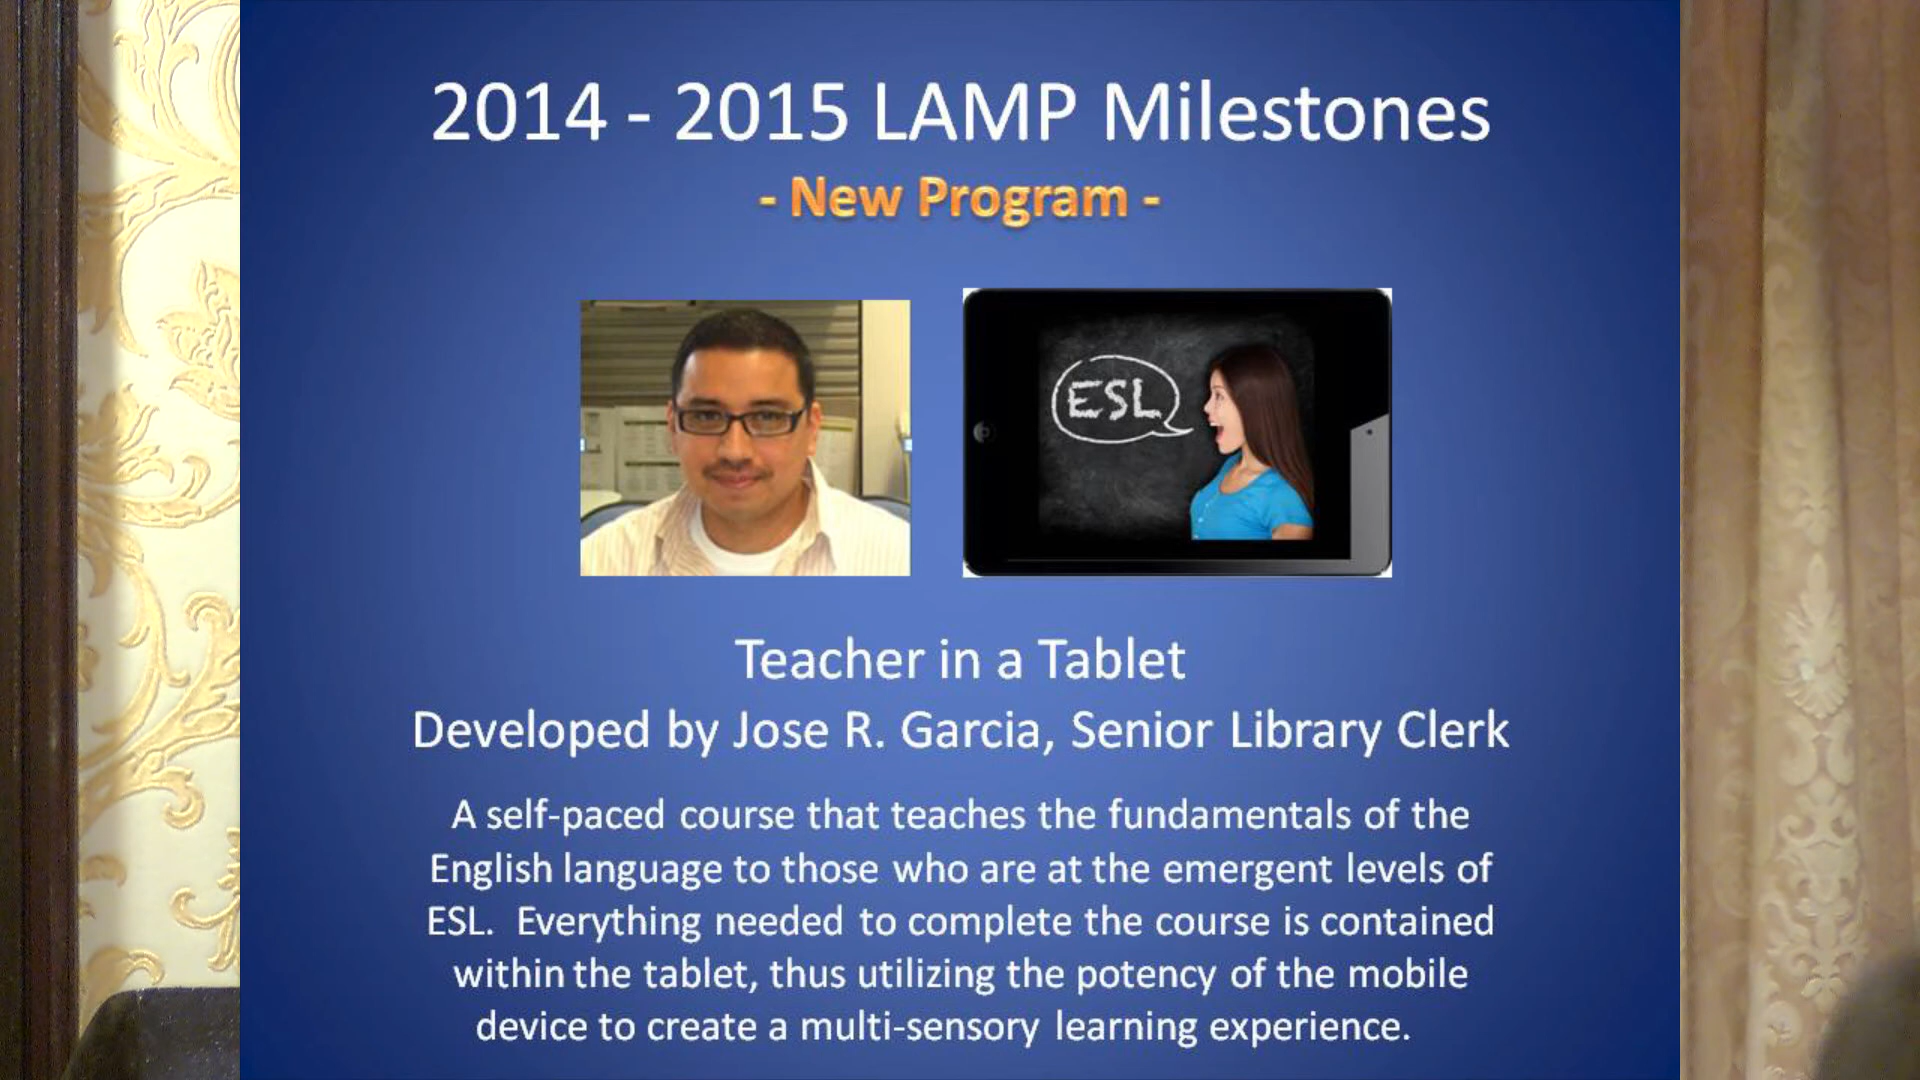 2014 - 2015 LAMP Milestones
- New Program -
ESL
Teacher in a Tablet
Developed by Jose R. Garcia, Senior Library Clerk
A self-paced course that teaches the fundamentals of the
English language to those who are at the emergent levels of
ESL.  Everything needed to complete the course is contained
within the tablet, thus utilizing the potency of the mobile
device to create a multi-sensory learning experience.